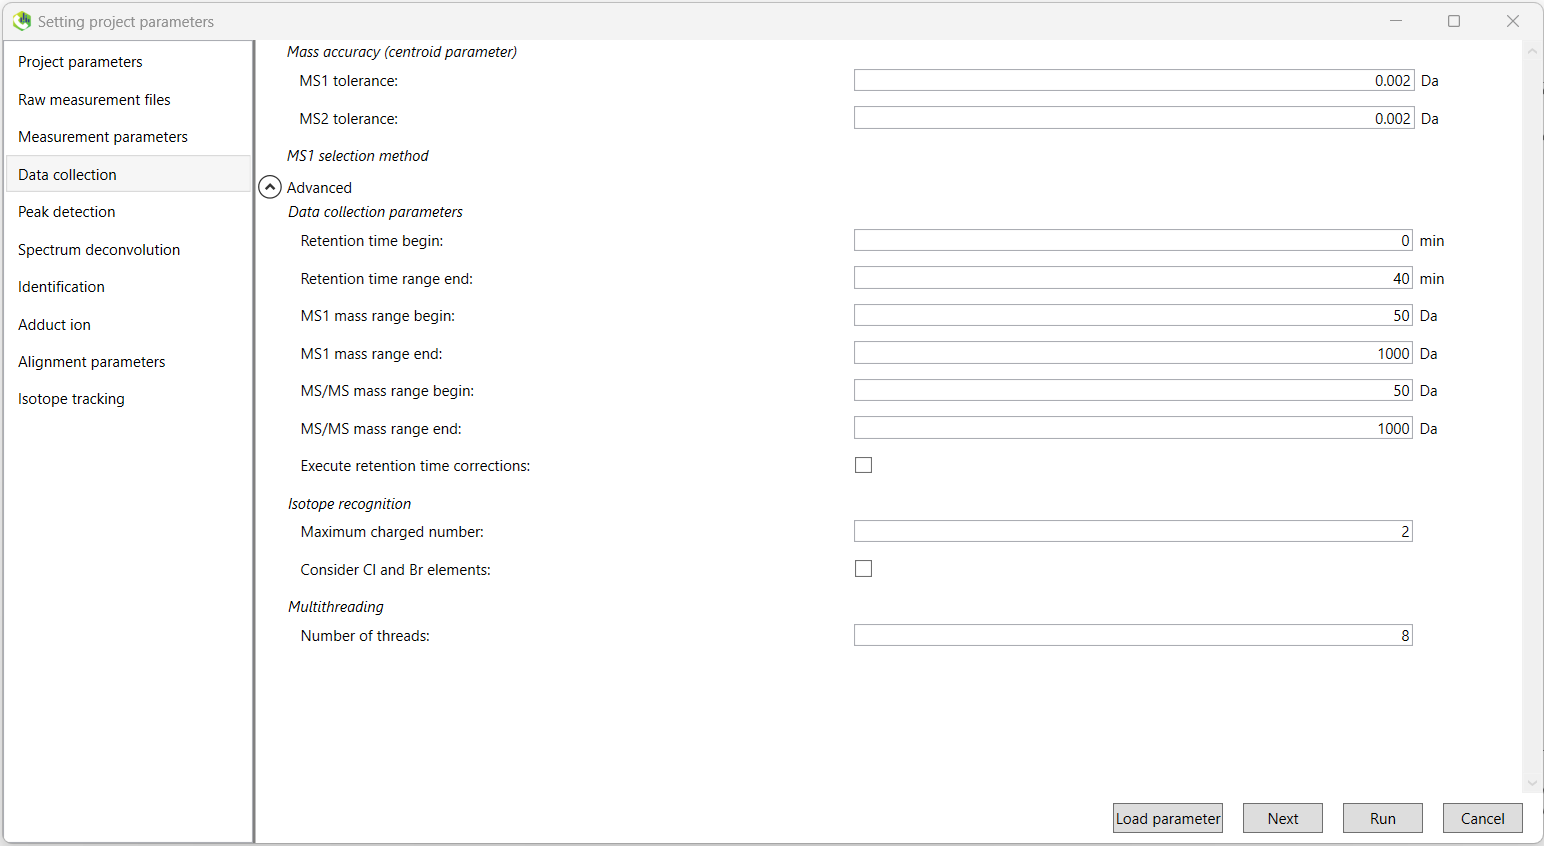 Setting project parameters
Project parameters
Raw measurement files
Measurement parameters
Data collection
Peak detection
Spectrum deconvolution
Identification
Adduct ion
Alignment parameters
Isotope tracking
Mass accuracy (centroid parameter)
MS1 tolerance: 0.002 Da
MS2 tolerance: 0.002 Da
MS1 selection method
Advanced
Data collection parameters
Retention time begin: 0 min
Retention time range end: 40 min
MS1 mass range begin: 50 Da
MS1 mass range end: 1000 Da
MS/MS mass range begin: 50 Da
MS/MS mass range end: 1000 Da
Execute retention time corrections:
Isotope recognition
Maximum charged number: 2
Consider Cl and Br elements:
Multithreading
Number of threads: 8
Load parameter Next Run Cancel